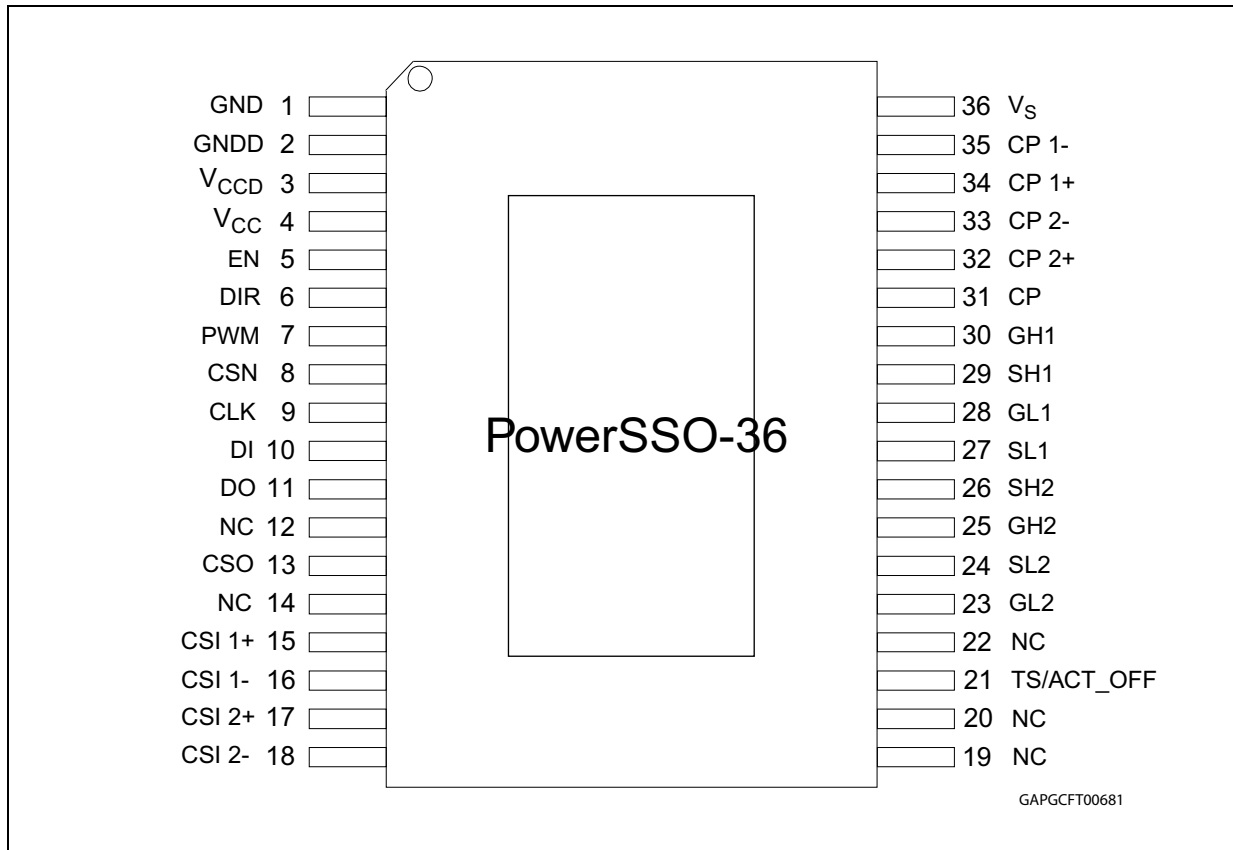 GND 1
GNDD 2
VCCD 3
VCC 4
EN 5
DIR 6
PWM 7
CSN 8
CLK 9
DI 10
DO 11
NC 12
CSO 13
NC 14
CSI 1+ 15
CSI 1- 16
CSI 2+ 17
CSI 2- 18
PowerSSO-36
36 VS
35 CP 1-
34 CP 1+
33 CP 2-
32 CP 2+
31 CP
30 GH1
29 SH1
28 GL1
27 SL1
26 SH2
25 GH2
24 SL2
23 GL2
22 NC
21 TS/ACT_OFF
20 NC
19 NC
GAPGCFT00681